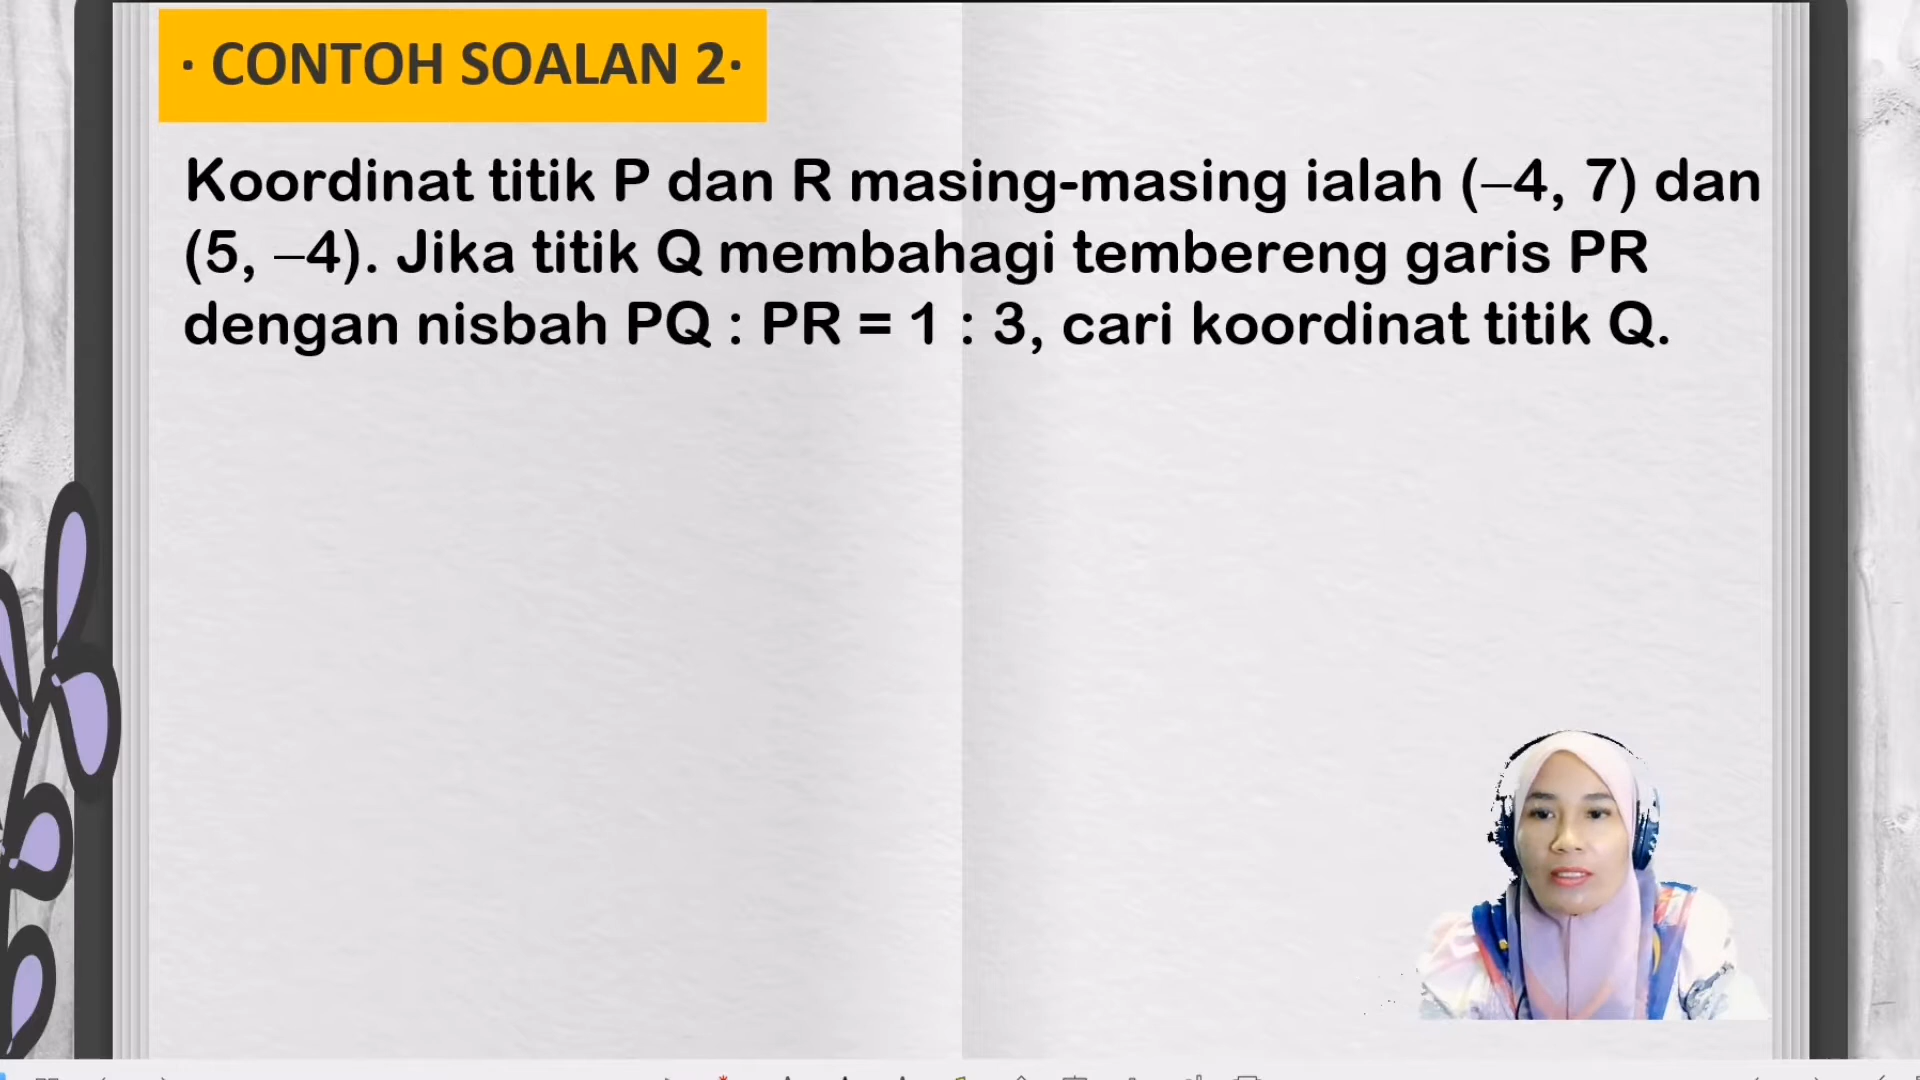 · CONTOH SOALAN 2·
Koordinat titik P dan R masing-masing ialah (–4, 7) dan
(5, –4). Jika titik Q membahagi tembereng garis PR
dengan nisbah PQ : PR = 1 : 3, cari koordinat titik Q.